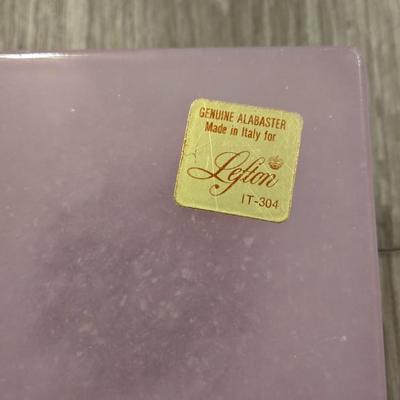 GENUINE ALABASTER
Made in Italy for
Lefton
IT-304